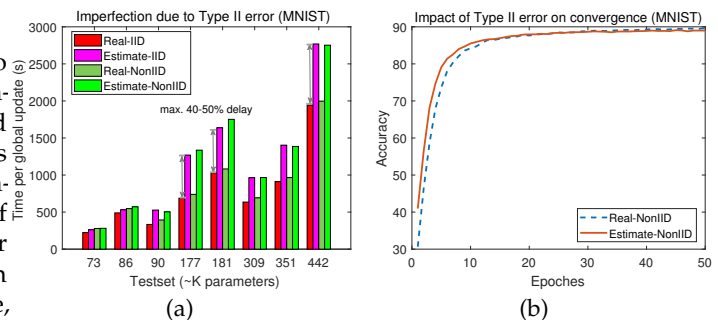 Imperfection due to Type II error (MNIST)
3000
2500
2000
1500
1000
500
0
Time per global update (s)
Real-IID
Estimate-IID
Real-NonIID
Estimate-NonIID
max. 40-50% delay
73 86 90 177 181 309 351 442
Testset (~K parameters)
(a)
Impact of Type II error on convergence (MNIST)
90
80
70
60
50
40
30
Accuracy
Real-NonIID
Estimate-NonIID
0 10 20 30 40 50
Epoches
(b)